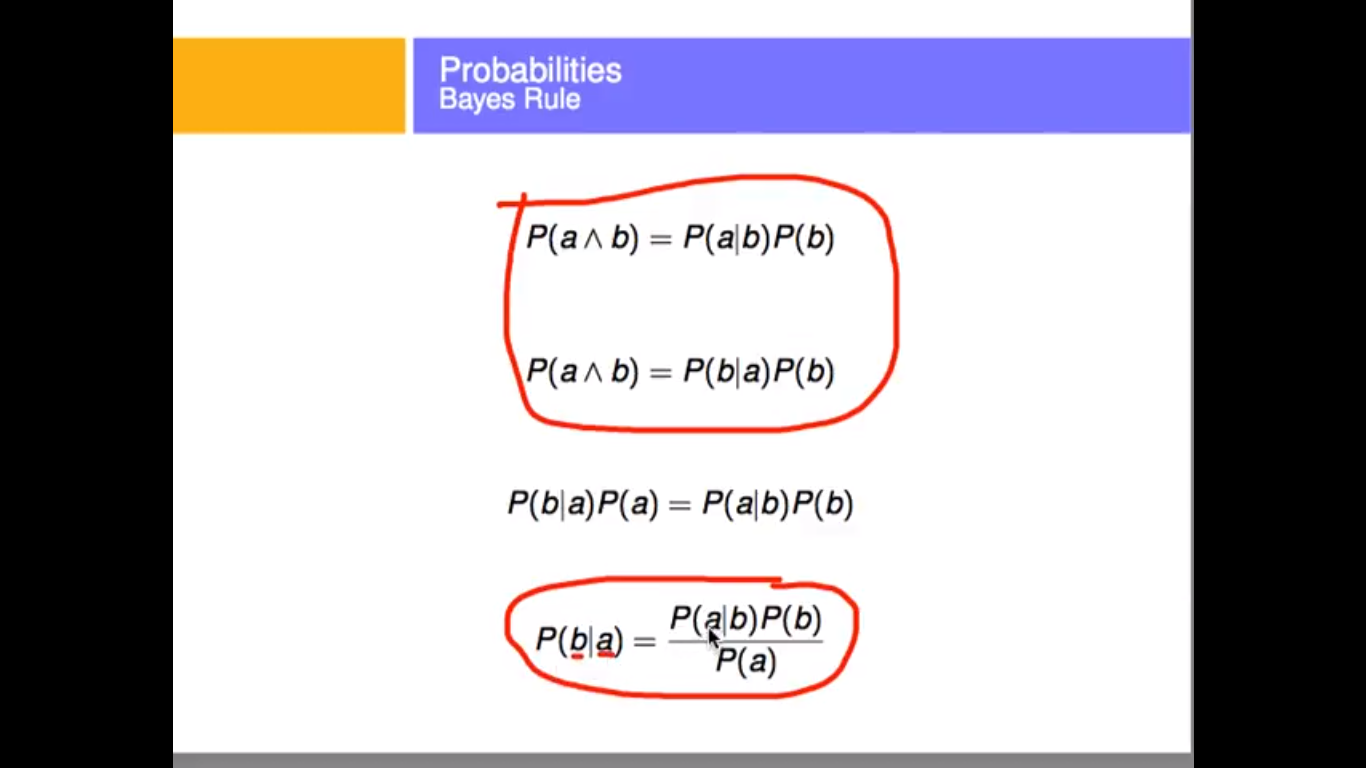 Probabilities
Bayes Rule
P(a ∧ b) = P(a|b)P(b)
P(a ∧ b) = P(b|a)P(b)
P(b|a)P(a) = P(a|b)P(b)
P(b|a) = P(a|b)P(b) / P(a)